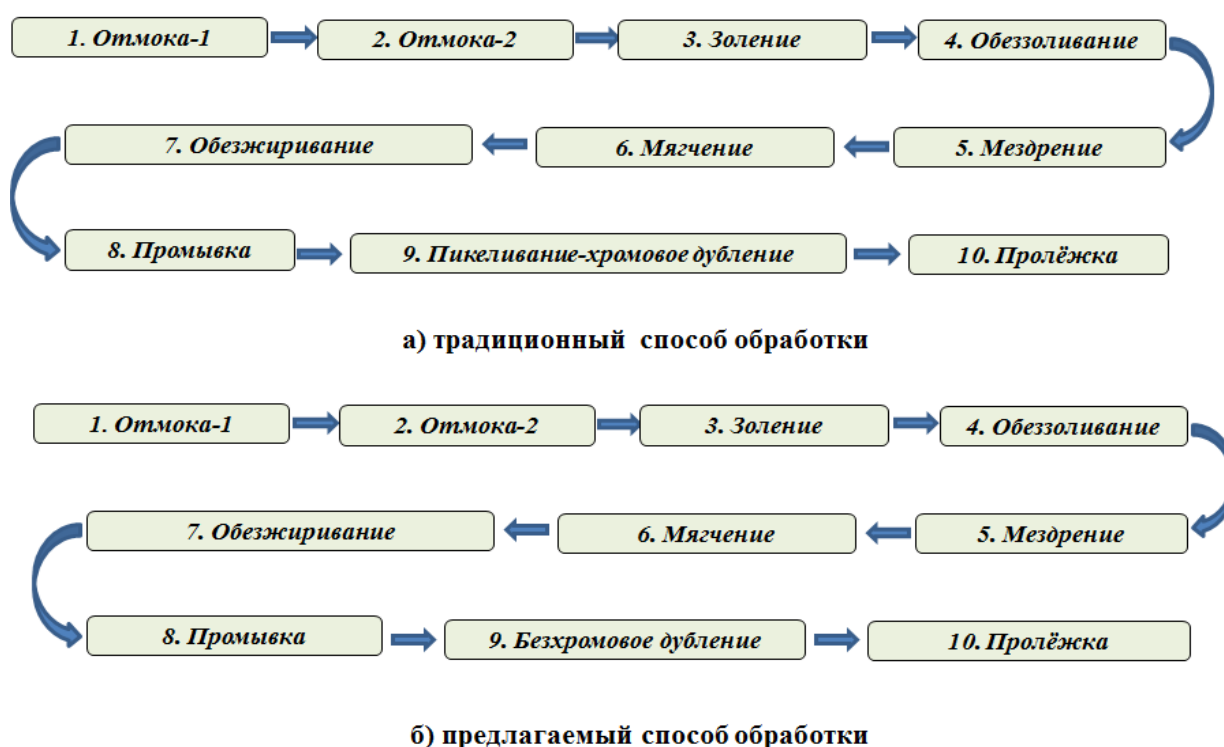 1. Отмока-1
2. Отмока-2
3. Золение
4. Обеззоливание
5. Мездрение
6. Мягчение
7. Обезжиривание
8. Промывка
9. Пикеливание-хромовое дубление
10. Пролёжка
а) традиционный способ обработки
1. Отмока-1
2. Отмока-2
3. Золение
4. Обеззоливание
5. Мездрение
6. Мягчение
7. Обезжиривание
8. Промывка
9. Безхромовое дубление
10. Пролёжка
б) предлагаемый способ обработки